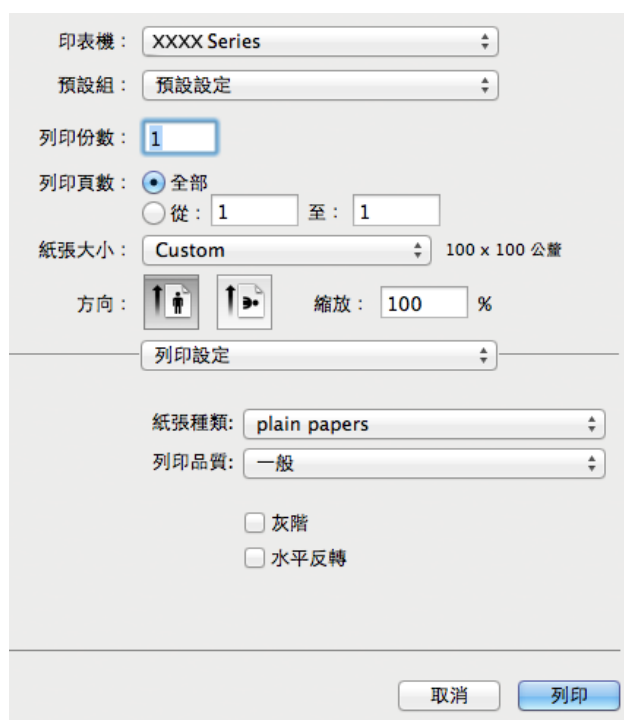 印表機： XXXX Series
預設組： 預設設定
列印份數： 1
列印頁數： 全部
從： 1 至： 1
紙張大小： Custom 100 x 100 公釐
方向： 縮放： 100 %
列印設定
紙張種類: plain papers
列印品質: 一般
灰階
水平反轉
取消 列印